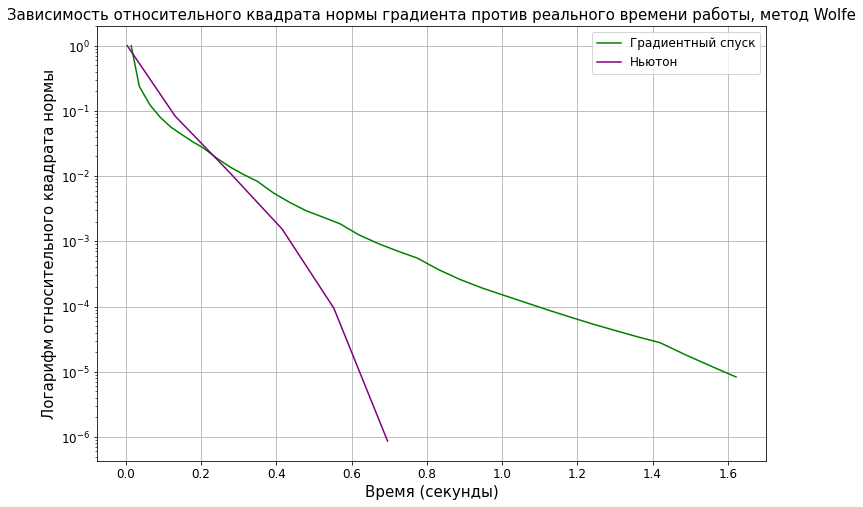 Зависимость относительного квадрата нормы градиента против реального времени работы, метод Wolfe
Градиентный спуск
Ньютон
Логарифм относительного квадрата нормы
10⁰
10⁻¹
10⁻²
10⁻³
10⁻⁴
10⁻⁵
10⁻⁶
0.0 0.2 0.4 0.6 0.8 1.0 1.2 1.4 1.6
Время (секунды)